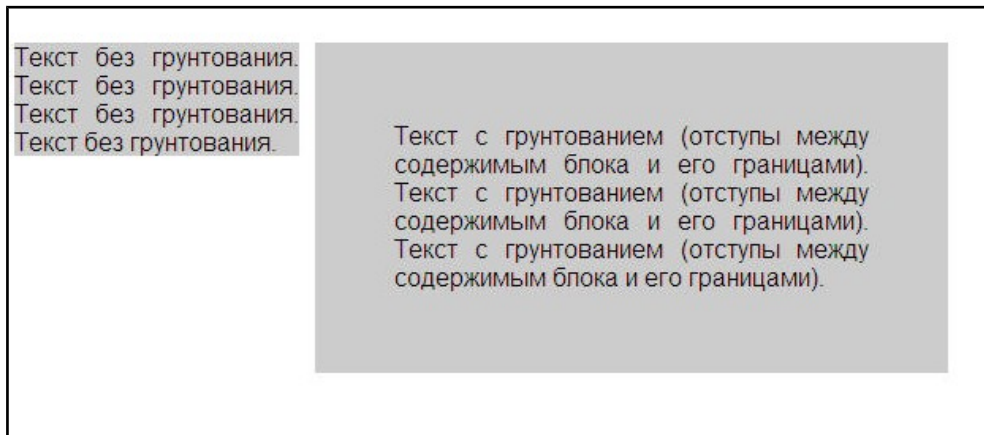 Текст без грунтования.
Текст без грунтования.
Текст без грунтования.
Текст без грунтования.
Текст с грунтованием (отступы между
содержимым блока и его границами).
Текст с грунтованием (отступы между
содержимым блока и его границами).
Текст с грунтованием (отступы между
содержимым блока и его границами).